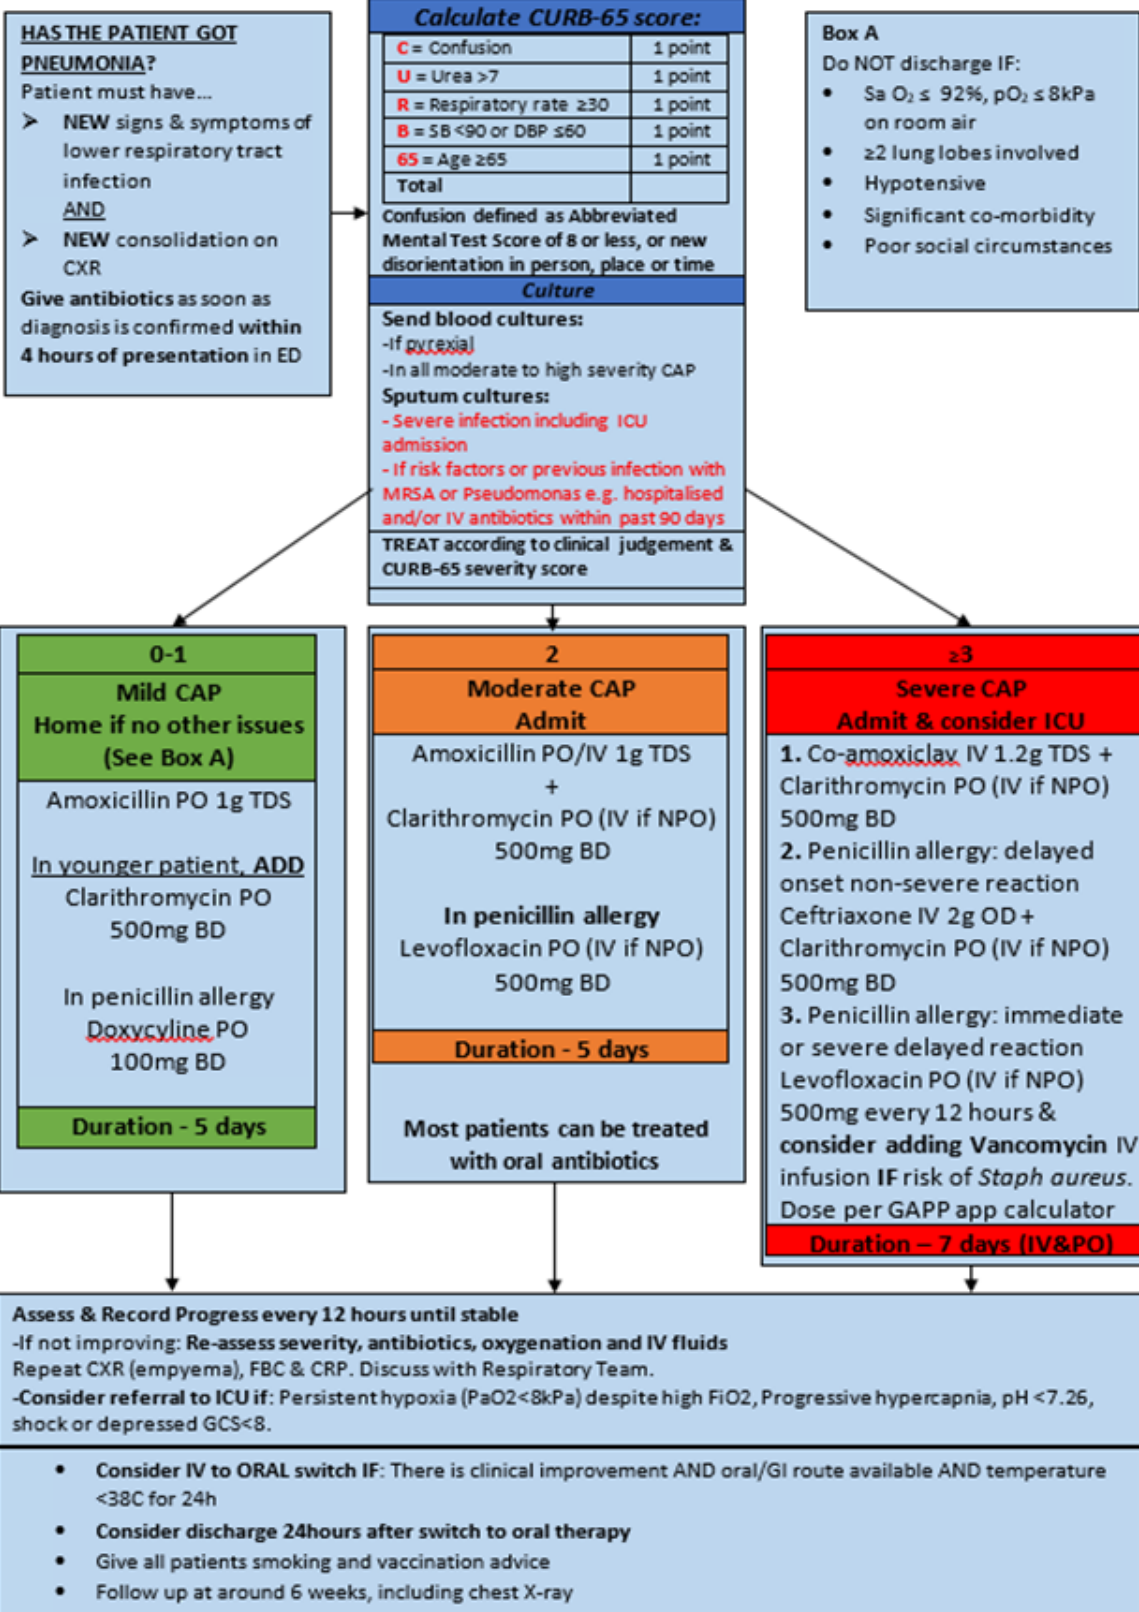 HAS THE PATIENT GOT
PNEUMONIA?
Patient must have...
➤ NEW signs & symptoms of
lower respiratory tract
infection
AND
➤ NEW consolidation on
CXR
Give antibiotics as soon as
diagnosis is confirmed within
4 hours of presentation in ED
Calculate CURB-65 score:
C = Confusion 1 point
U = Urea >7 1 point
R = Respiratory rate ≥30 1 point
B = SB <90 or DBP ≤60 1 point
65 = Age ≥65 1 point
Total
Confusion defined as Abbreviated
Mental Test Score of 8 or less, or new
disorientation in person, place or time
Culture
Send blood cultures:
-If pyrexial
-In all moderate to high severity CAP
Sputum cultures:
- Severe infection including ICU
admission
- If risk factors or previous infection with
MRSA or Pseudomonas e.g. hospitalised
and/or IV antibiotics within past 90 days
TREAT according to clinical judgement &
CURB-65 severity score
Box A
Do NOT discharge IF:
• Sa O₂ ≤ 92%, pO₂ ≤ 8kPa
on room air
• ≥2 lung lobes involved
• Hypotensive
• Significant co-morbidity
• Poor social circumstances
0-1
Mild CAP
Home if no other issues
(See Box A)
Amoxicillin PO 1g TDS
In younger patient, ADD
Clarithromycin PO
500mg BD
In penicillin allergy
Doxycyline PO
100mg BD
Duration - 5 days
2
Moderate CAP
Admit
Amoxicillin PO/IV 1g TDS
+
Clarithromycin PO (IV if NPO)
500mg BD
In penicillin allergy
Levofloxacin PO (IV if NPO)
500mg BD
Duration - 5 days
Most patients can be treated
with oral antibiotics
≥3
Severe CAP
Admit & consider ICU
1. Co-amoxiclav IV 1.2g TDS +
Clarithromycin PO (IV if NPO)
500mg BD
2. Penicillin allergy: delayed
onset non-severe reaction
Ceftriaxone IV 2g OD +
Clarithromycin PO (IV if NPO)
500mg BD
3. Penicillin allergy: immediate
or severe delayed reaction
Levofloxacin PO (IV if NPO)
500mg every 12 hours &
consider adding Vancomycin IV
infusion IF risk of Staph aureus.
Dose per GAPP app calculator
Duration – 7 days (IV&PO)
Assess & Record Progress every 12 hours until stable
-If not improving: Re-assess severity, antibiotics, oxygenation and IV fluids
Repeat CXR (empyema), FBC & CRP. Discuss with Respiratory Team.
-Consider referral to ICU if: Persistent hypoxia (PaO2<8kPa) despite high FiO2, Progressive hypercapnia, pH <7.26,
shock or depressed GCS<8.
• Consider IV to ORAL switch IF: There is clinical improvement AND oral/GI route available AND temperature
<38C for 24h
• Consider discharge 24hours after switch to oral therapy
• Give all patients smoking and vaccination advice
• Follow up at around 6 weeks, including chest X-ray